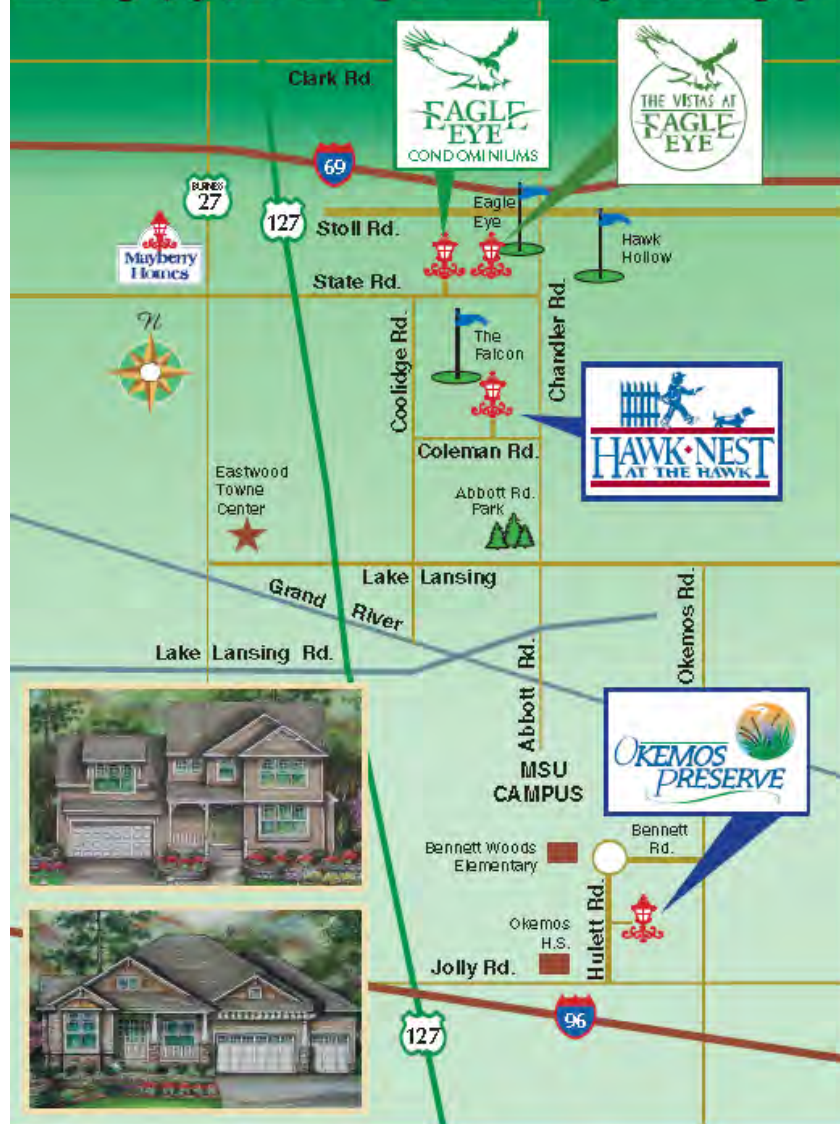 Clark Rd.
EAGLE
EYE
CONDOMINIUMS
THE VISTAS AT
EAGLE
EYE
69
BUSINESS
27
127
Stoll Rd.
Eagle
Eye
Hawk
Hollow
Mayberry
Homes
State Rd.
N
Coolidge Rd.
The
Falcon
Chandler Rd.
HAWK•NEST
AT THE HAWK
Coleman Rd.
Eastwood
Towne
Center
Abbott Rd.
Park
Lake Lansing
Grand River
Okemos Rd.
Lake Lansing Rd.
Abbott Rd.
OKEMOS
PRESERVE
MSU
CAMPUS
Bennett
Rd.
Bennett Woods
Elementary
Hulett Rd.
Okemos
H.S.
Jolly Rd.
96
127